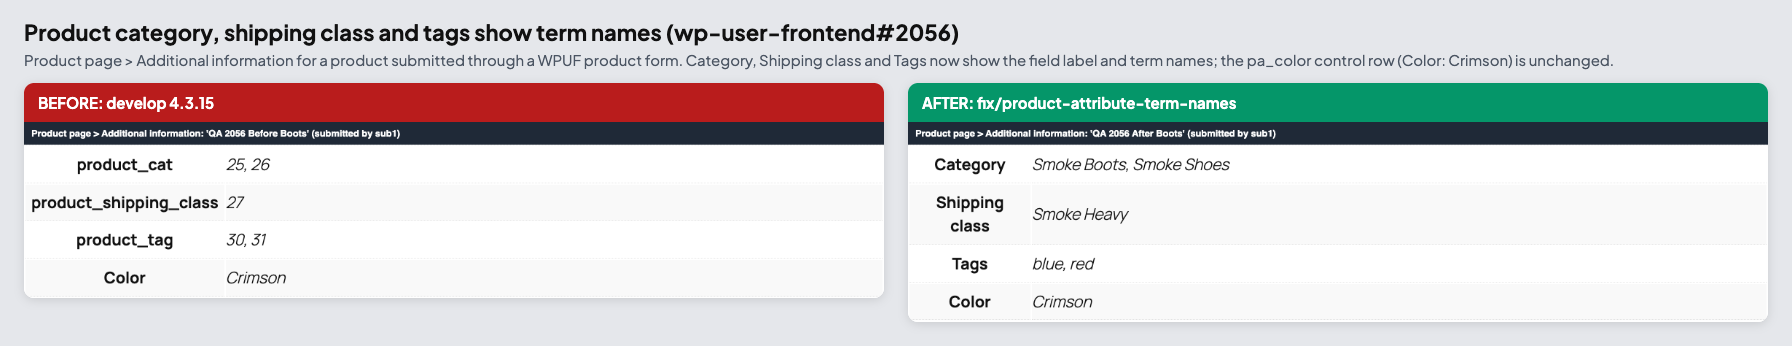 Product category, shipping class and tags show term names (wp-user-frontend#2056)
Product page > Additional information for a product submitted through a WPUF product form. Category, Shipping class and Tags now show the field label and term names; the pa_color control row (Color: Crimson) is unchanged.
BEFORE: develop 4.3.15
Product page > Additional information: 'QA 2056 Before Boots' (submitted by sub1)
product_cat 25, 26
product_shipping_class 27
product_tag 30, 31
Color Crimson
AFTER: fix/product-attribute-term-names
Product page > Additional information: 'QA 2056 After Boots' (submitted by sub1)
Category Smoke Boots, Smoke Shoes
Shipping
class Smoke Heavy
Tags blue, red
Color Crimson